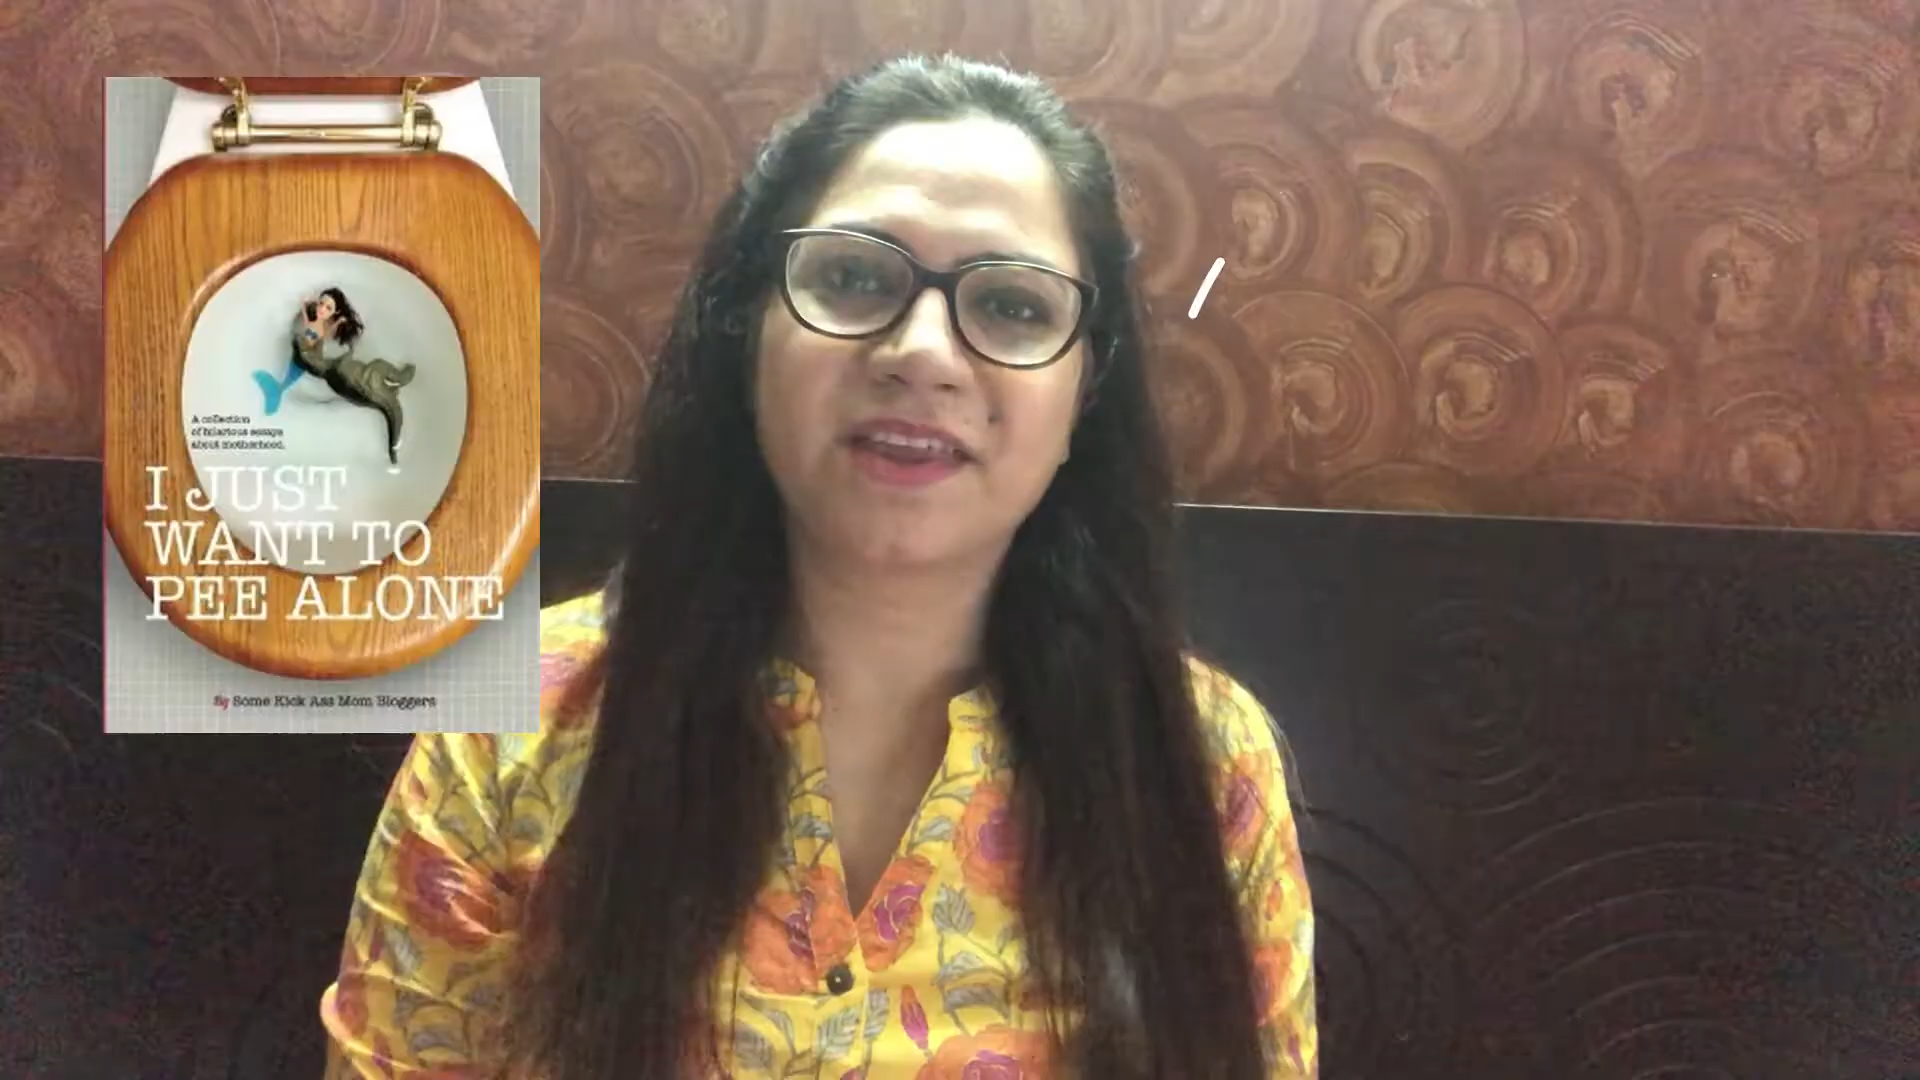 A collection
of hilarious essays
about motherhood.
I JUST
WANT TO
PEE ALONE
By Some Kick Ass Mom Bloggers